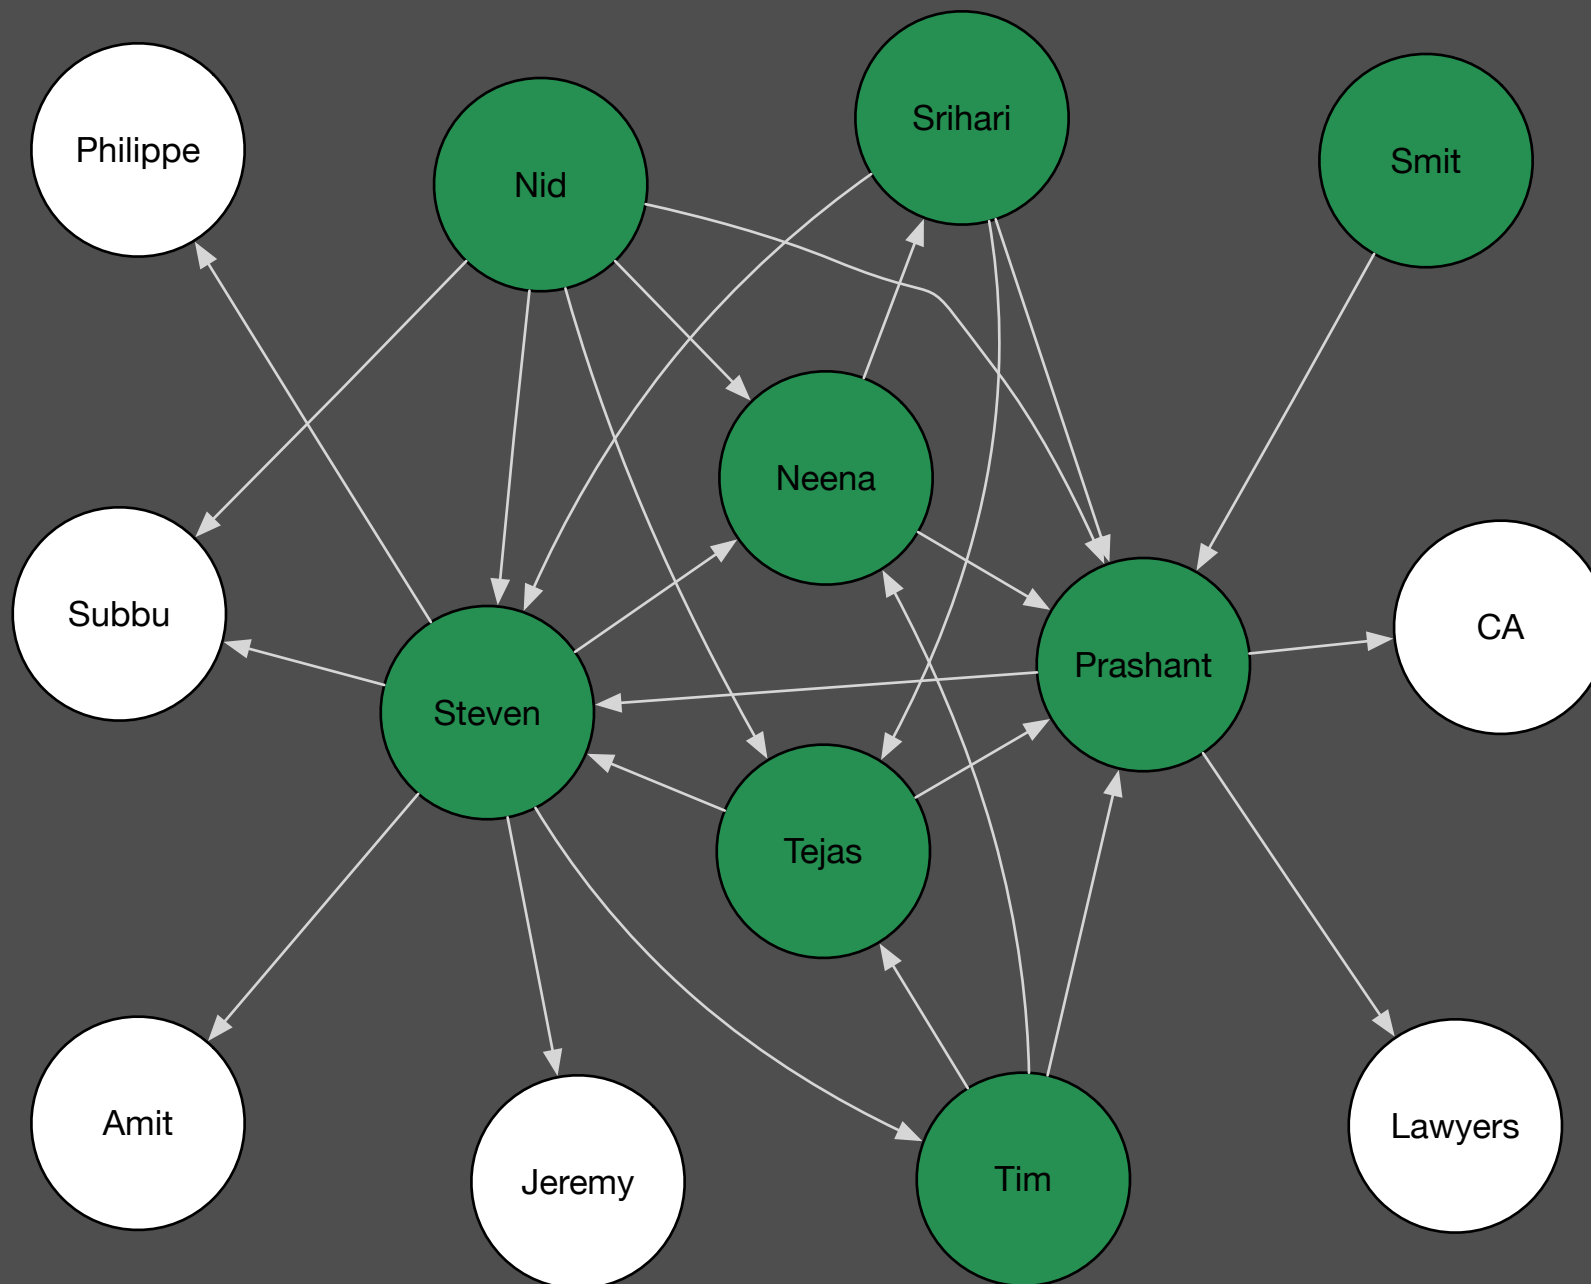 Philippe
Nid
Srihari
Smit
Neena
Subbu
CA
Prashant
Steven
Tejas
Amit
Jeremy
Tim
Lawyers